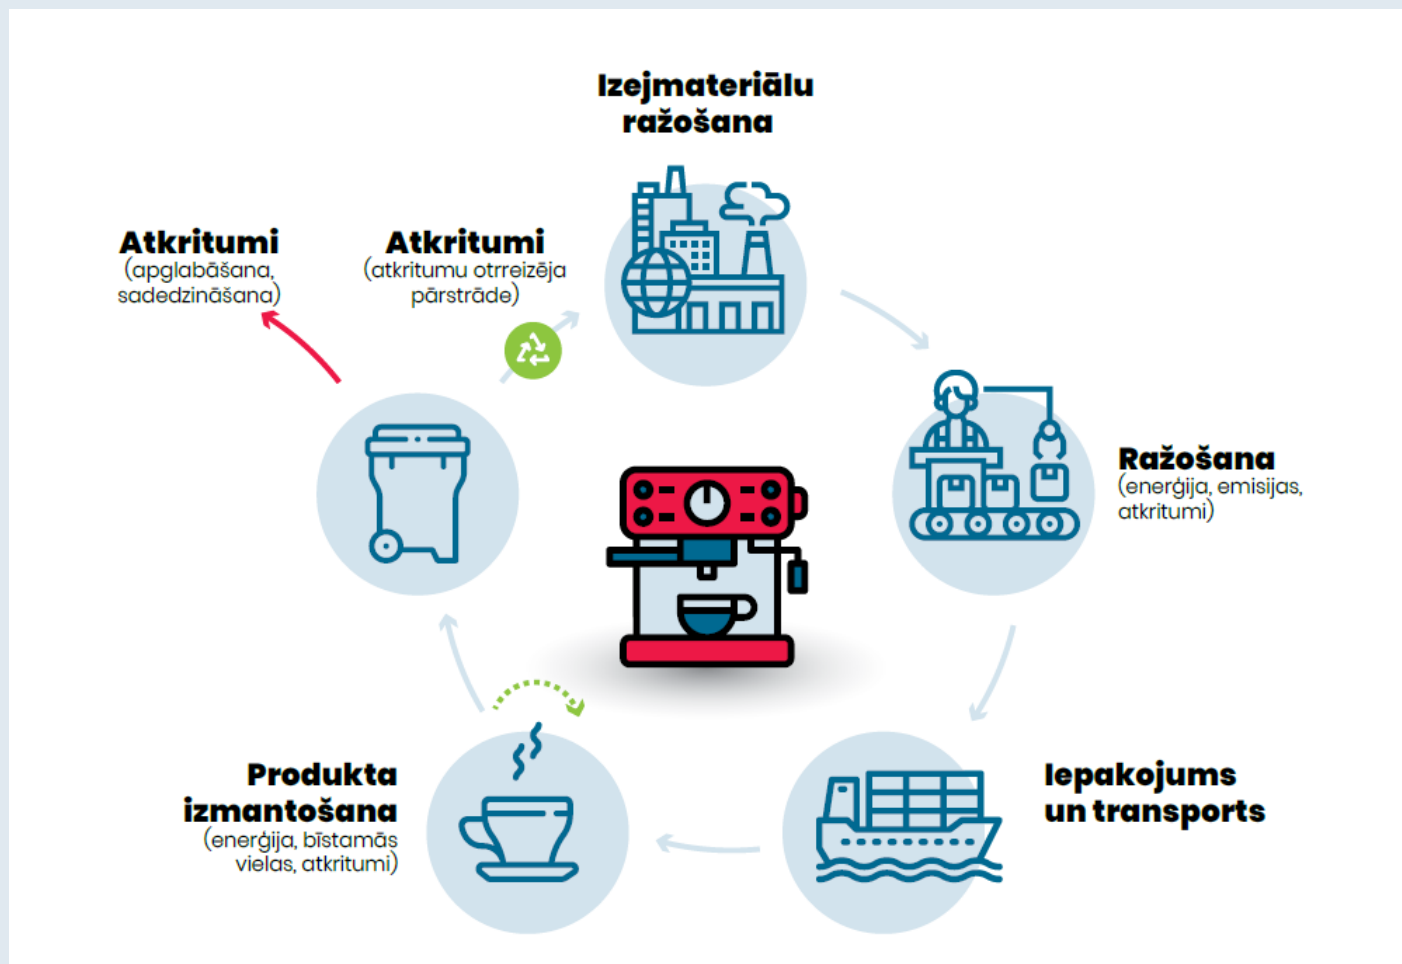 Izejmateriālu
ražošana
Atkritumi
(apglabāšana,
sadedzināšana)
Atkritumi
(atkritumu otrreizēja
pārstrāde)
Ražošana
(enerģija, emisijas,
atkritumi)
Produkta
izmantošana
(enerģija, bīstamās
vielas, atkritumi)
Iepakojums
un transports